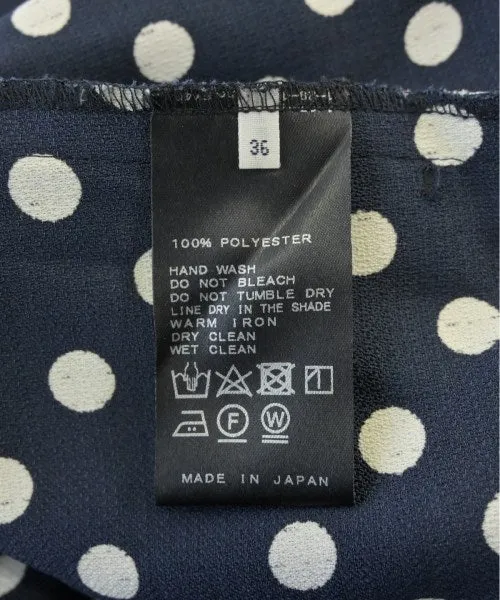 36
100% POLYESTER
HAND WASH
DO NOT BLEACH
DO NOT TUMBLE DRY
LINE DRY IN THE SHADE
WARM IRON
DRY CLEAN
WET CLEAN
F W
MADE IN JAPAN